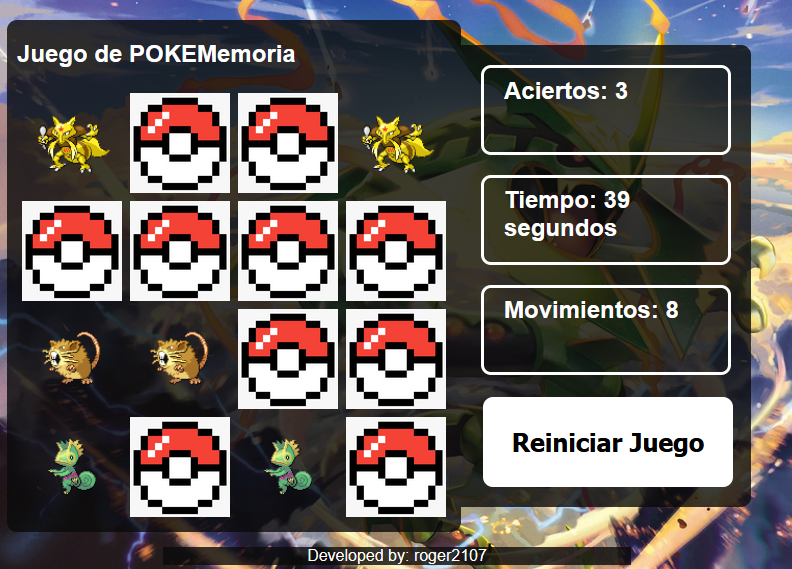 Juego de POKEMemoria
Aciertos: 3
Tiempo: 39
segundos
Movimientos: 8
Reiniciar Juego
Developed by: roger2107